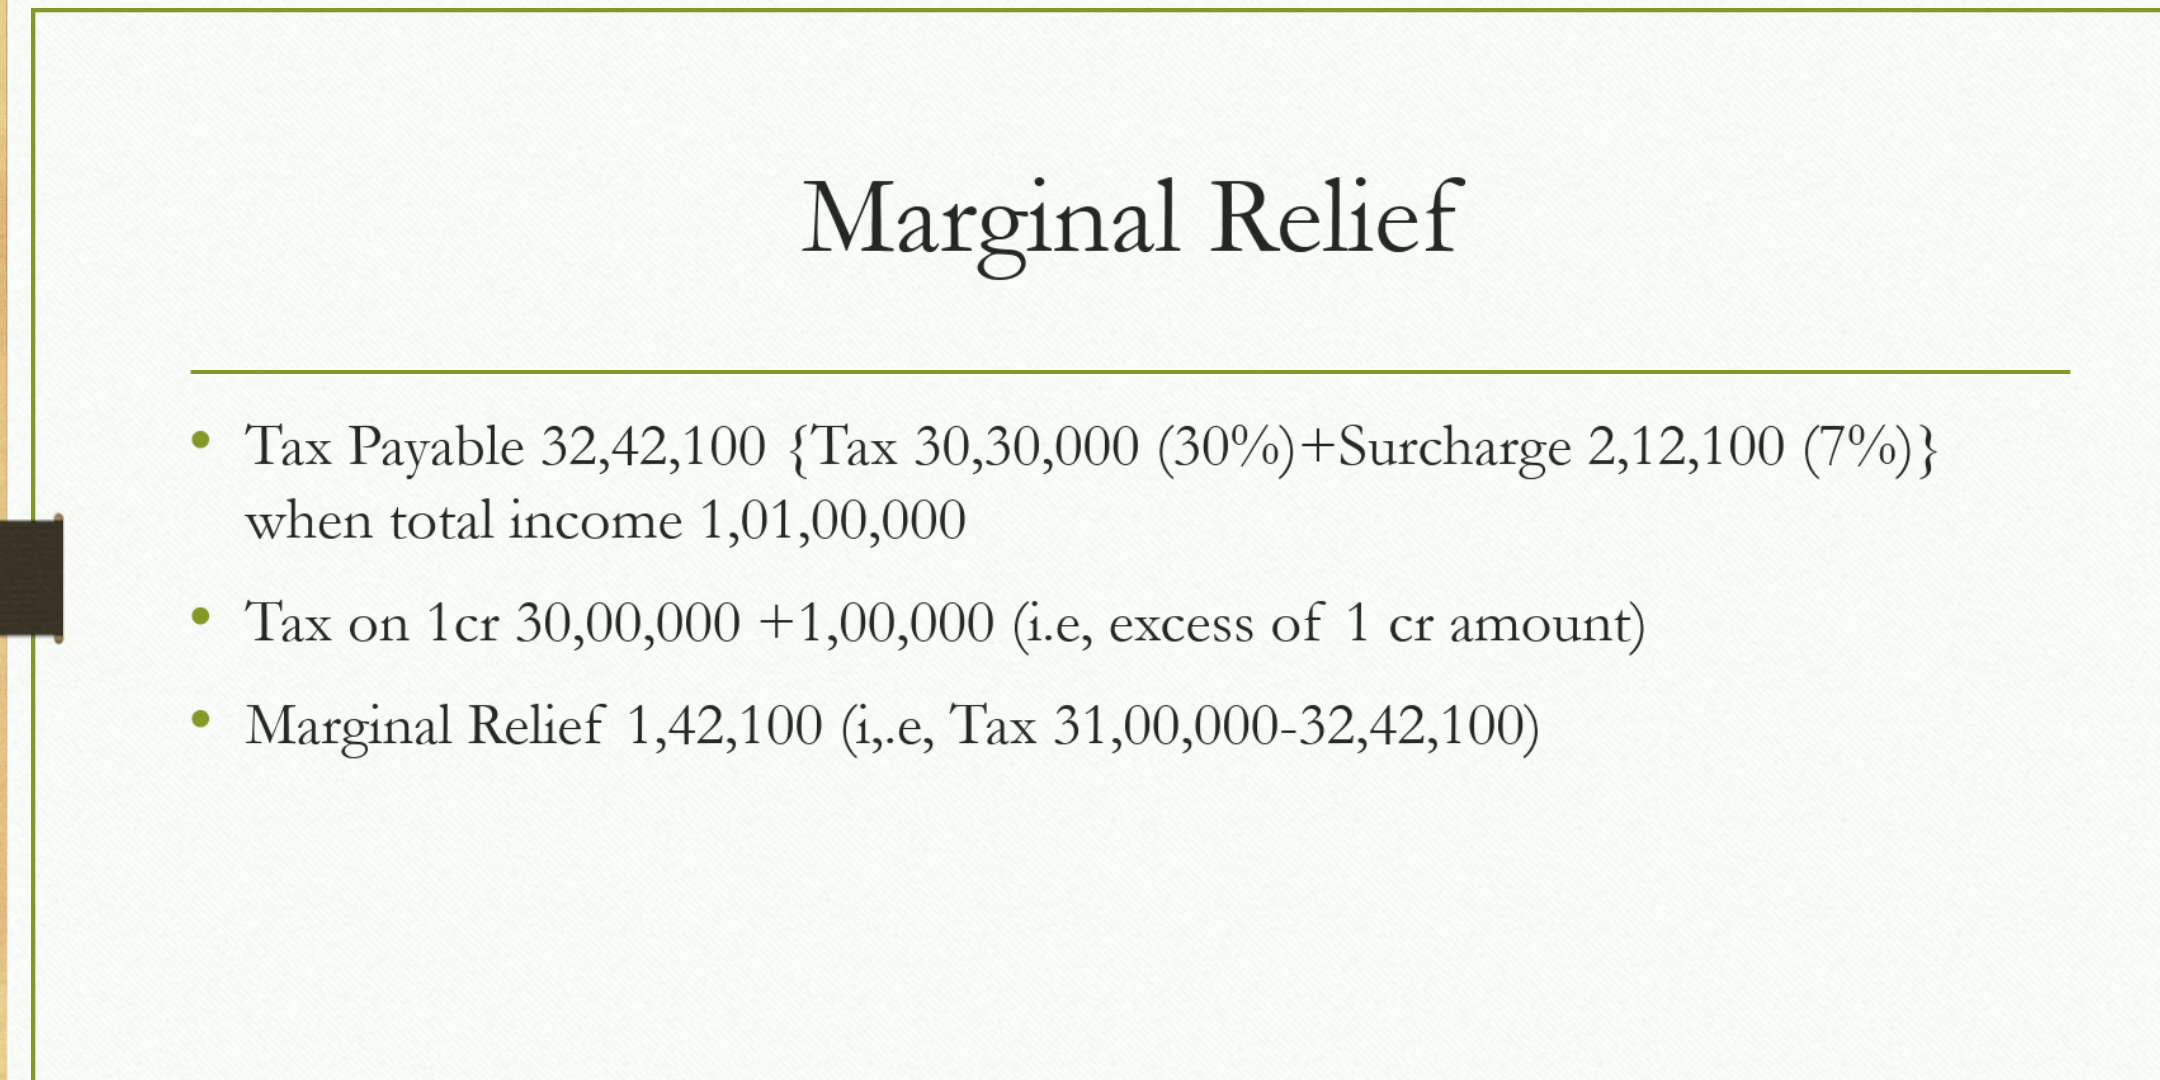 Marginal Relief
• Tax Payable 32,42,100 {Tax 30,30,000 (30%)+Surcharge 2,12,100 (7%)}
when total income 1,01,00,000
• Tax on 1cr 30,00,000 +1,00,000 (i.e, excess of 1 cr amount)
• Marginal Relief 1,42,100 (i,.e, Tax 31,00,000-32,42,100)